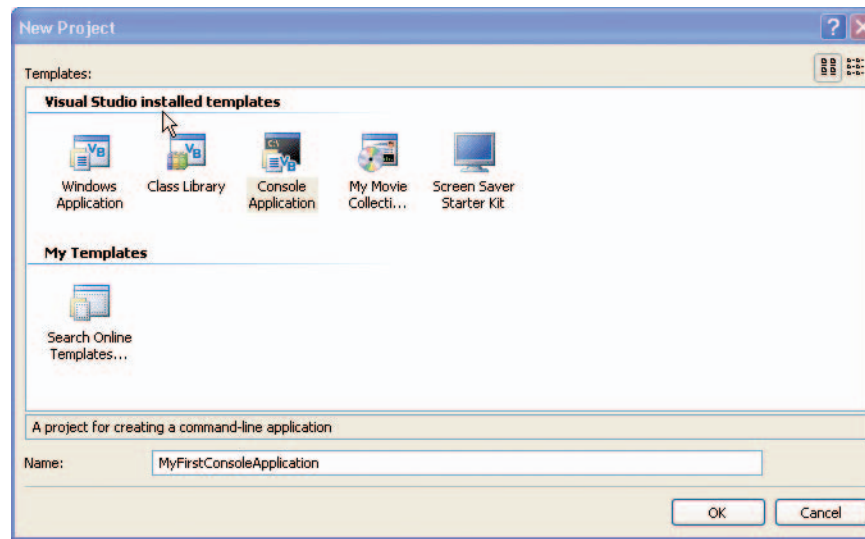 New Project
Templates:
Visual Studio installed templates
Windows
Application
Class Library
Console
Application
My Movie
Collecti...
Screen Saver
Starter Kit
My Templates
Search Online
Templates...
A project for creating a command-line application
Name:
MyFirstConsoleApplication
OK
Cancel